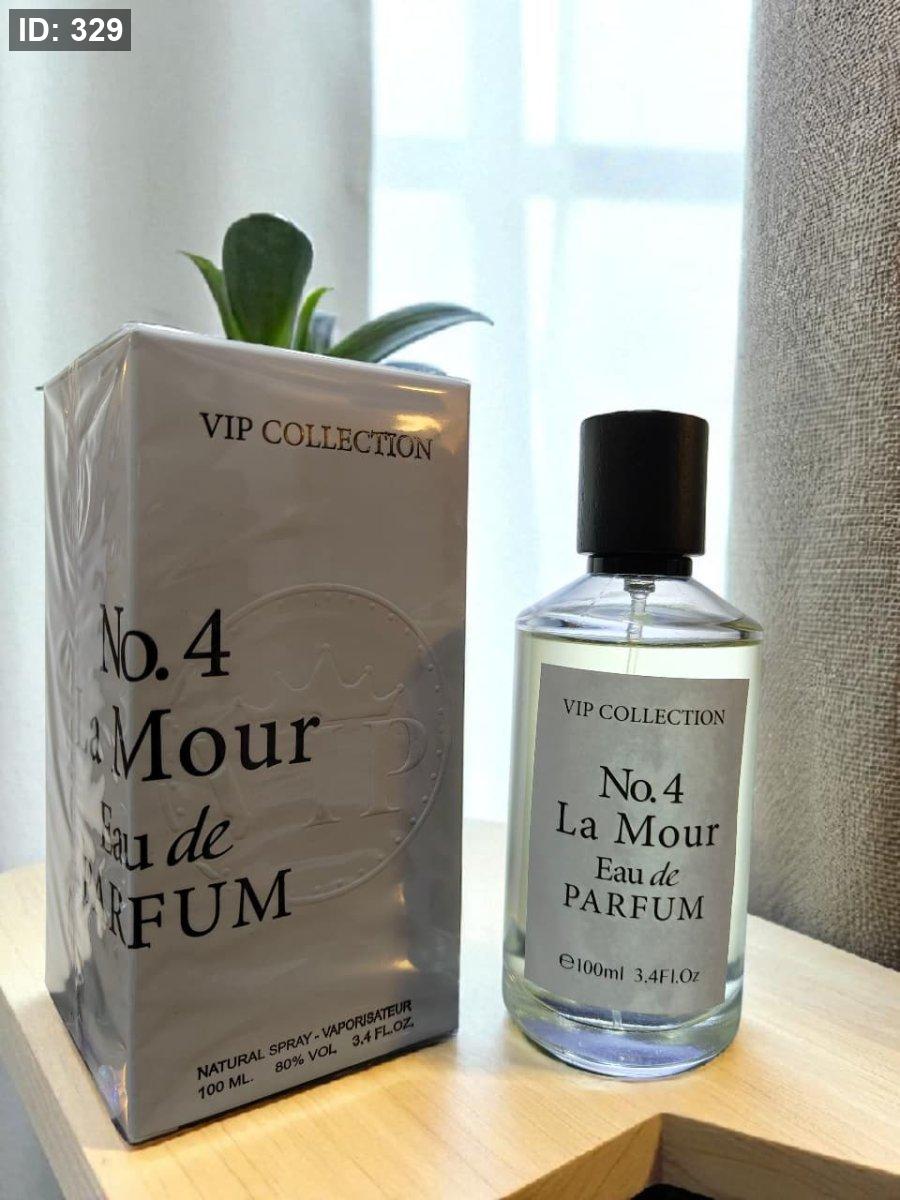 ID: 329
VIP COLLECTION
No. 4
La Mour
Eau de
PARFUM
VIP
NATURAL SPRAY - VAPORISATEUR
100 ML. 80% VOL 3.4 FL.OZ.
VIP COLLECTION
No. 4
La Mour
Eau de
PARFUM
℮100ml 3.4Fl.Oz